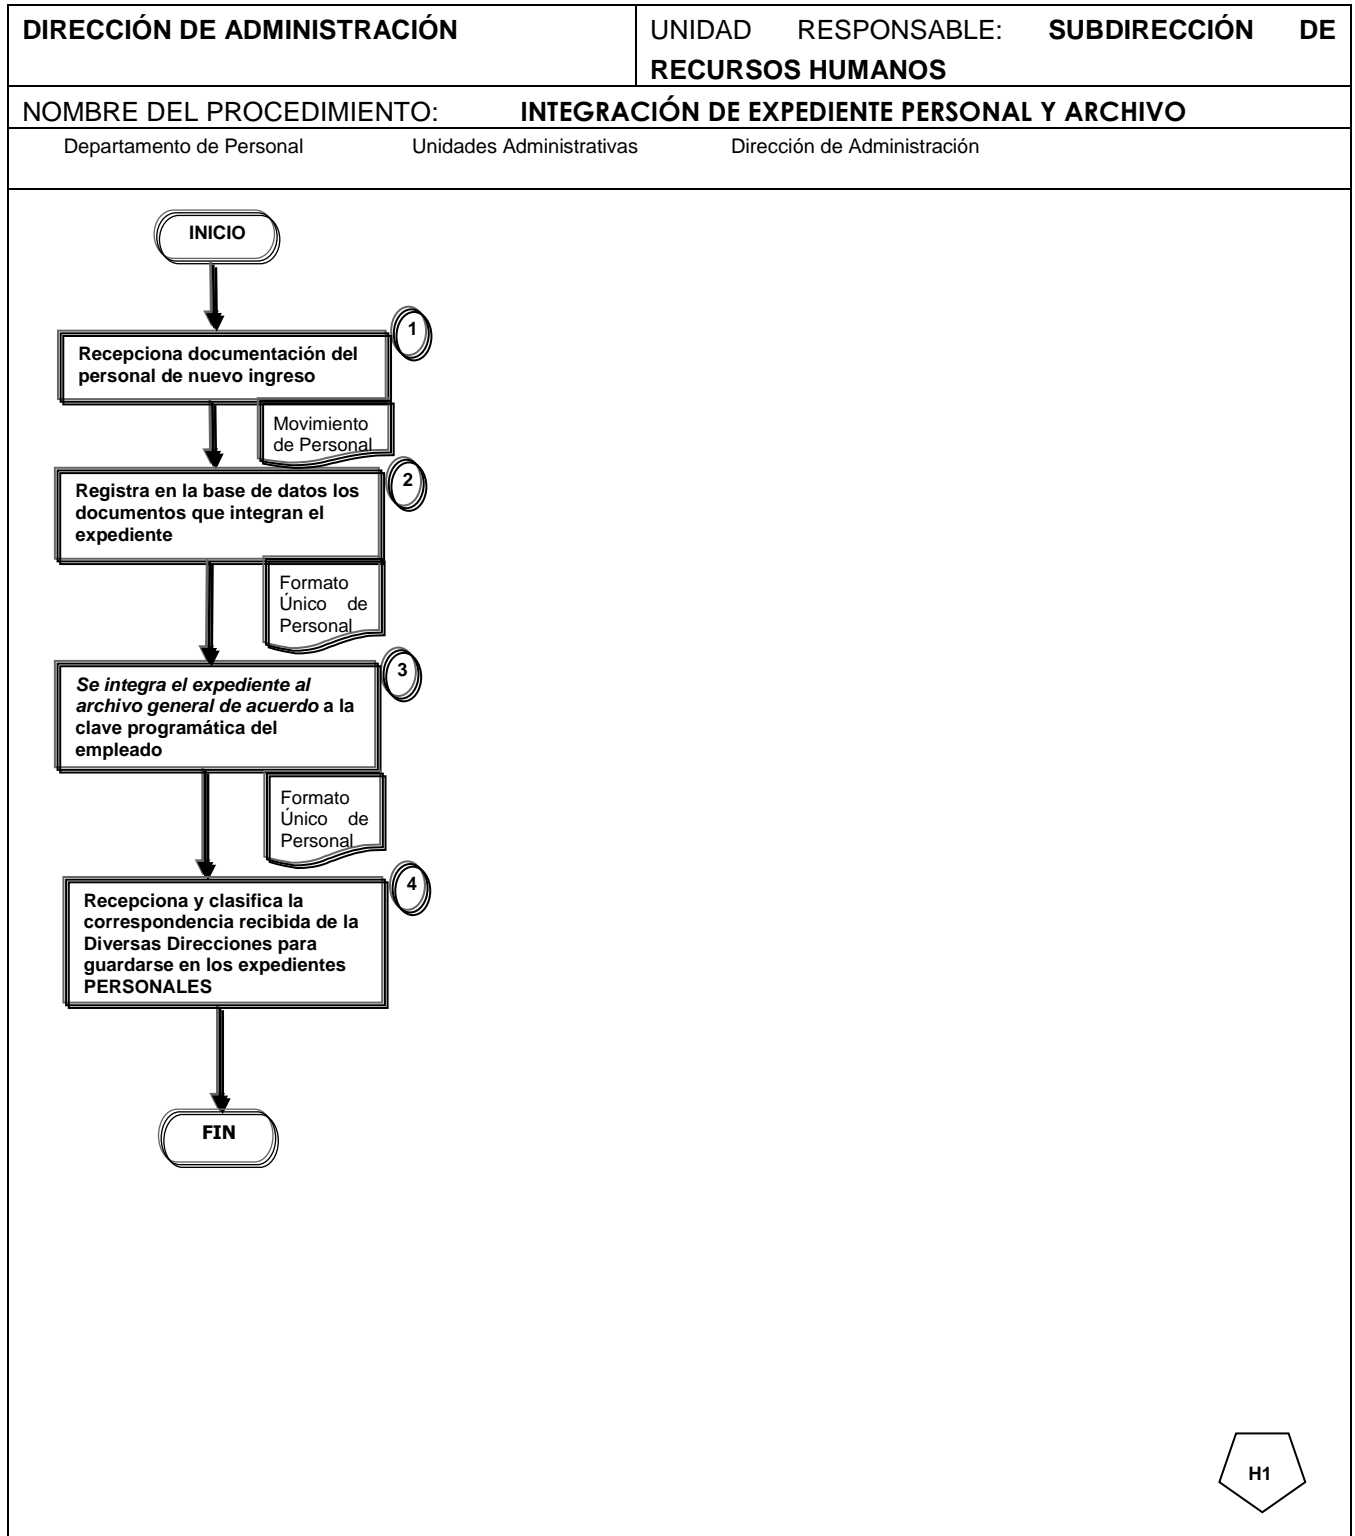 DIRECCIÓN DE ADMINISTRACIÓN
UNIDAD RESPONSABLE: SUBDIRECCIÓN DE
RECURSOS HUMANOS
NOMBRE DEL PROCEDIMIENTO: INTEGRACIÓN DE EXPEDIENTE PERSONAL Y ARCHIVO
Departamento de Personal Unidades Administrativas Dirección de Administración
INICIO
1
Recepciona documentación del
personal de nuevo ingreso
Movimiento
de Personal
2
Registra en la base de datos los
documentos que integran el
expediente
Formato
Único de
Personal
3
Se integra el expediente al
archivo general de acuerdo a la
clave programática del
empleado
Formato
Único de
Personal
4
Recepciona y clasifica la
correspondencia recibida de la
Diversas Direcciones para
guardarse en los expedientes
PERSONALES
FIN
H1